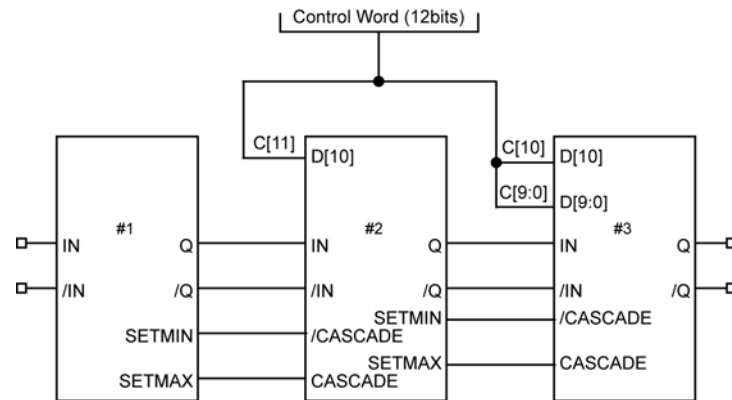 Control Word (12bits)
C[11]
D[10]
C[10]
D[10]
C[9:0]
D[9:0]
#1
#2
#3
IN
Q
IN
Q
IN
Q
/IN
/Q
/IN
/Q
/IN
/Q
SETMIN
/CASCADE
SETMIN
/CASCADE
SETMAX
CASCADE
SETMAX
CASCADE